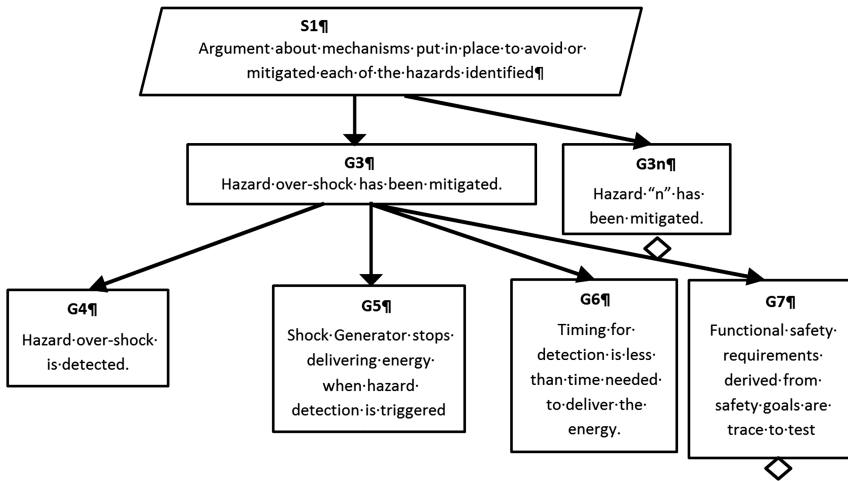 S1¶
Argument·about·mechanisms·put·in·place·to·avoid·or·
mitigated·each·of·the·hazards·identified¶
G3¶
Hazard·over-shock·has·been·mitigated.
G3n¶
Hazard·“n”·has·
been·mitigated.
G4¶
Hazard·over-shock·
is·detected.
G5¶
Shock·Generator·stops·
delivering·energy·
when·hazard·
detection·is·triggered
G6¶
Timing·for·
detection·is·less·
than·time·needed·
to·deliver·the·
energy.
G7¶
Functional·safety·
requirements·
derived·from·
safety·goals·are·
trace·to·test